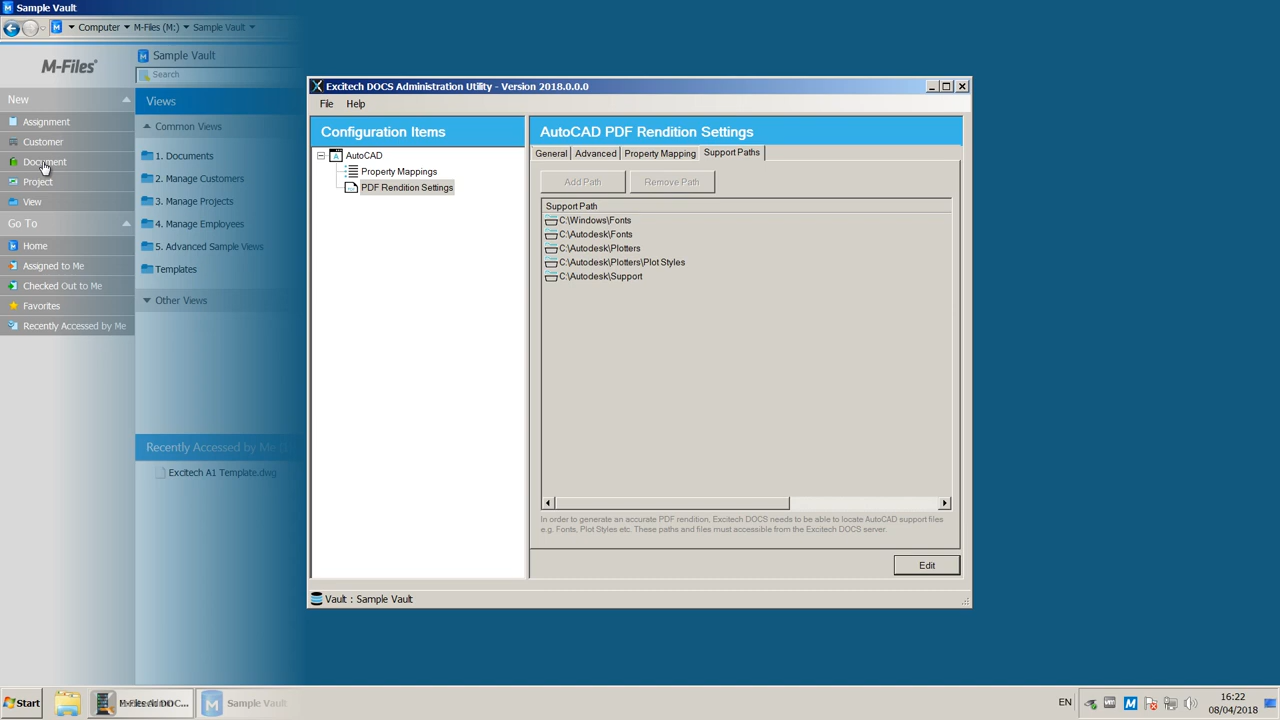 Sample Vault
Computer M-Files (M:) Sample Vault
M-Files
Sample Vault
Search
New
Assignment
Customer
Document
Project
View
Go To
Home
Assigned to Me
Checked Out to Me
Favorites
Recently Accessed by Me
Views
Common Views
1. Documents
2. Manage Customers
3. Manage Projects
4. Manage Employees
5. Advanced Sample Views
Templates
Other Views
Recently Accessed by Me
Excitech A1 Template.dwg
Excitech DOCS Administration Utility - Version 2018.0.0.0
File Help
Configuration Items
AutoCAD
Property Mappings
PDF Rendition Settings
AutoCAD PDF Rendition Settings
General Advanced Property Mapping Support Paths
Add Path Remove Path
Support Path
C:\Windows\Fonts
C:\Autodesk\Fonts
C:\Autodesk\Plotters
C:\Autodesk\Plotters\Plot Styles
C:\Autodesk\Support
In order to generate an accurate PDF rendition, Excitech DOCS needs to be able to locate AutoCAD support files
e.g. Fonts, Plot Styles etc. These paths and files must accessible from the Excitech DOCS server.
Edit
Vault : Sample Vault
Start
Sample Vault
EN
16:22
08/04/2018